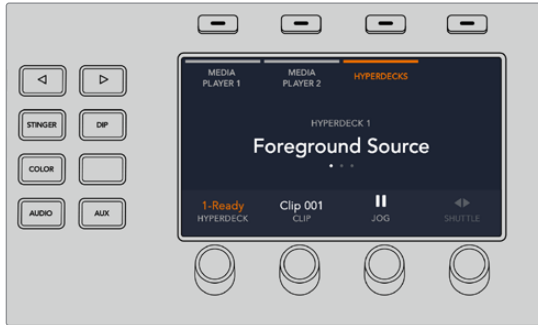 MEDIA
PLAYER 1
MEDIA
PLAYER 2
HYPERDECKS
STINGER
DIP
HYPERDECK 1
Foreground Source
COLOR
1-Ready
HYPERDECK
Clip 001
CLIP
JOG
SHUTTLE
AUDIO
AUX